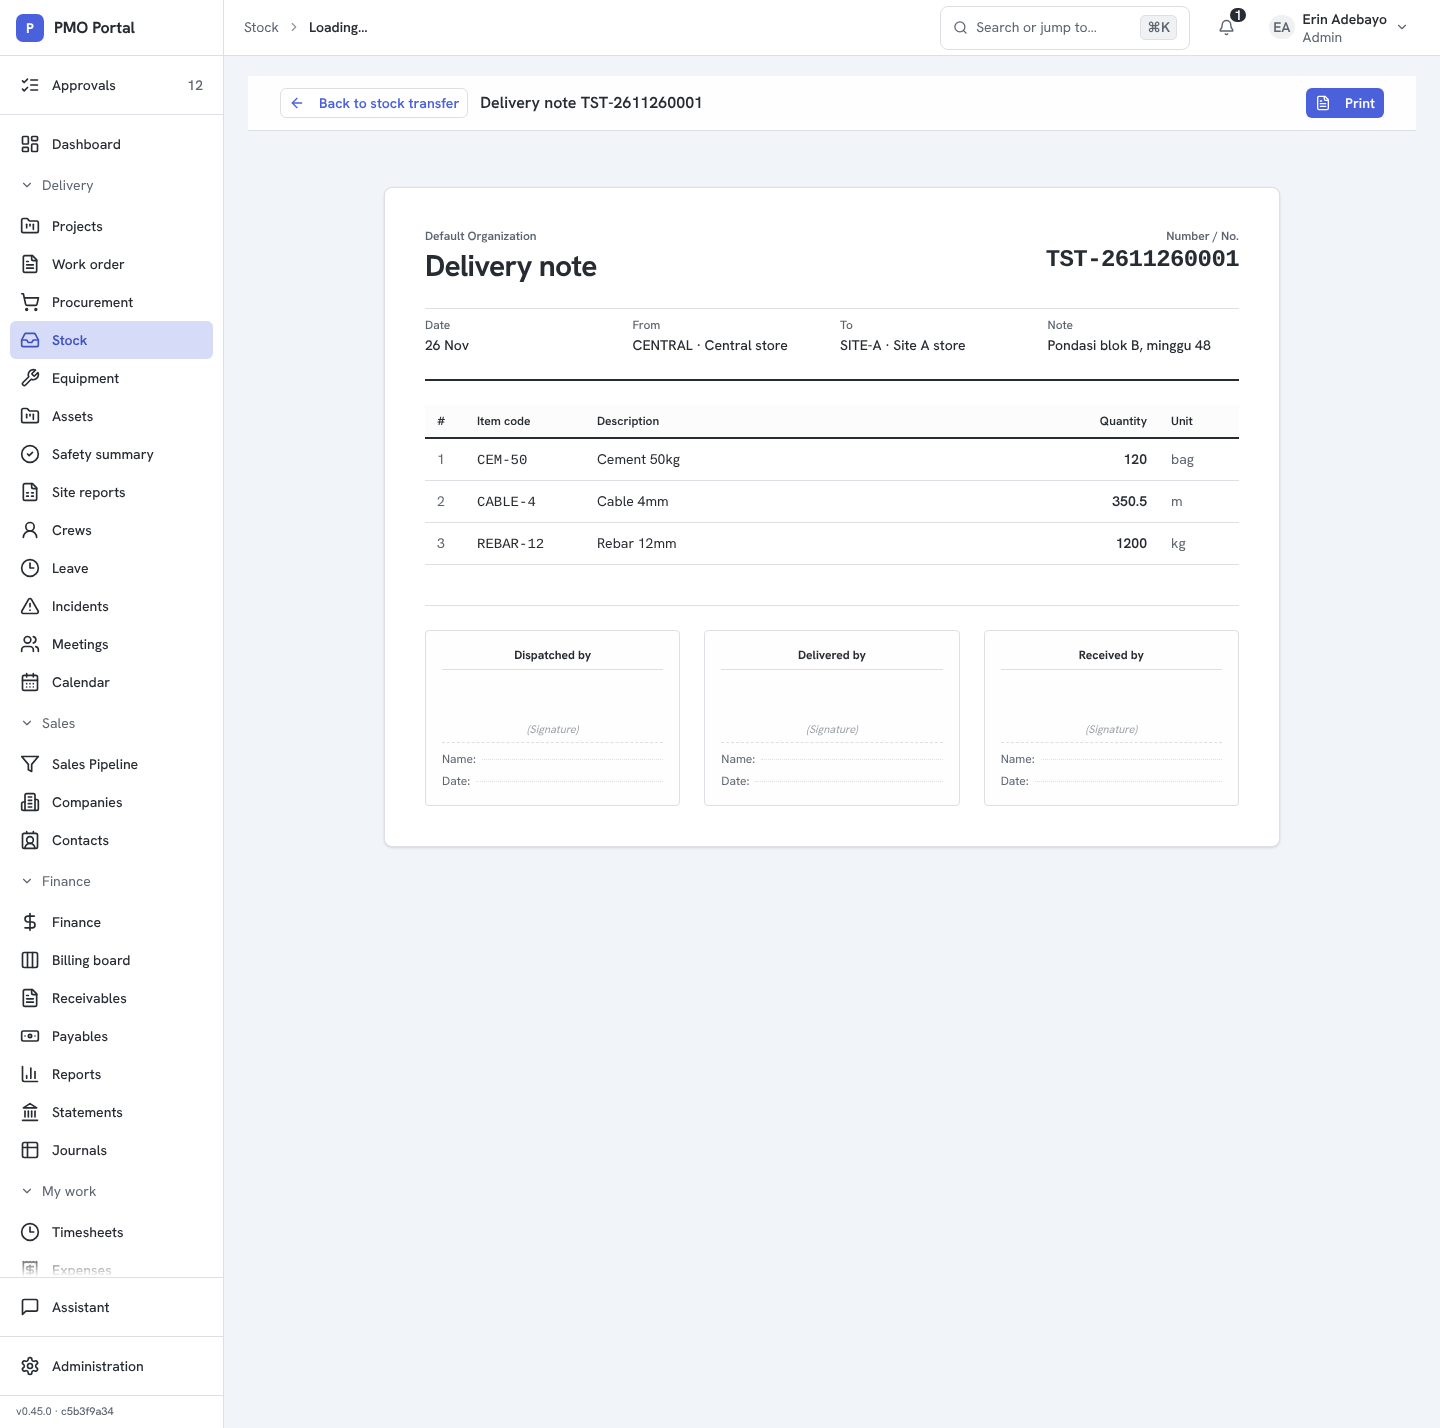 P PMO Portal
Stock > Loading...
Search or jump to... ⌘K
1
EA Erin Adebayo
Admin
Approvals 12
Dashboard
Delivery
Projects
Work order
Procurement
Stock
Equipment
Assets
Safety summary
Site reports
Crews
Leave
Incidents
Meetings
Calendar
Sales
Sales Pipeline
Companies
Contacts
Finance
Finance
Billing board
Receivables
Payables
Reports
Statements
Journals
My work
Timesheets
Expenses
Assistant
Administration
v0.45.0 · c5b3f9a34
Back to stock transfer Delivery note TST-2611260001 Print
Default Organization Number / No.
Delivery note TST-2611260001
Date From To Note
26 Nov CENTRAL · Central store SITE-A · Site A store Pondasi blok B, minggu 48
# Item code Description Quantity Unit
1 CEM-50 Cement 50kg 120 bag
2 CABLE-4 Cable 4mm 350.5 m
3 REBAR-12 Rebar 12mm 1200 kg
Dispatched by Delivered by Received by
(Signature) (Signature) (Signature)
Name: Name: Name:
Date: Date: Date: